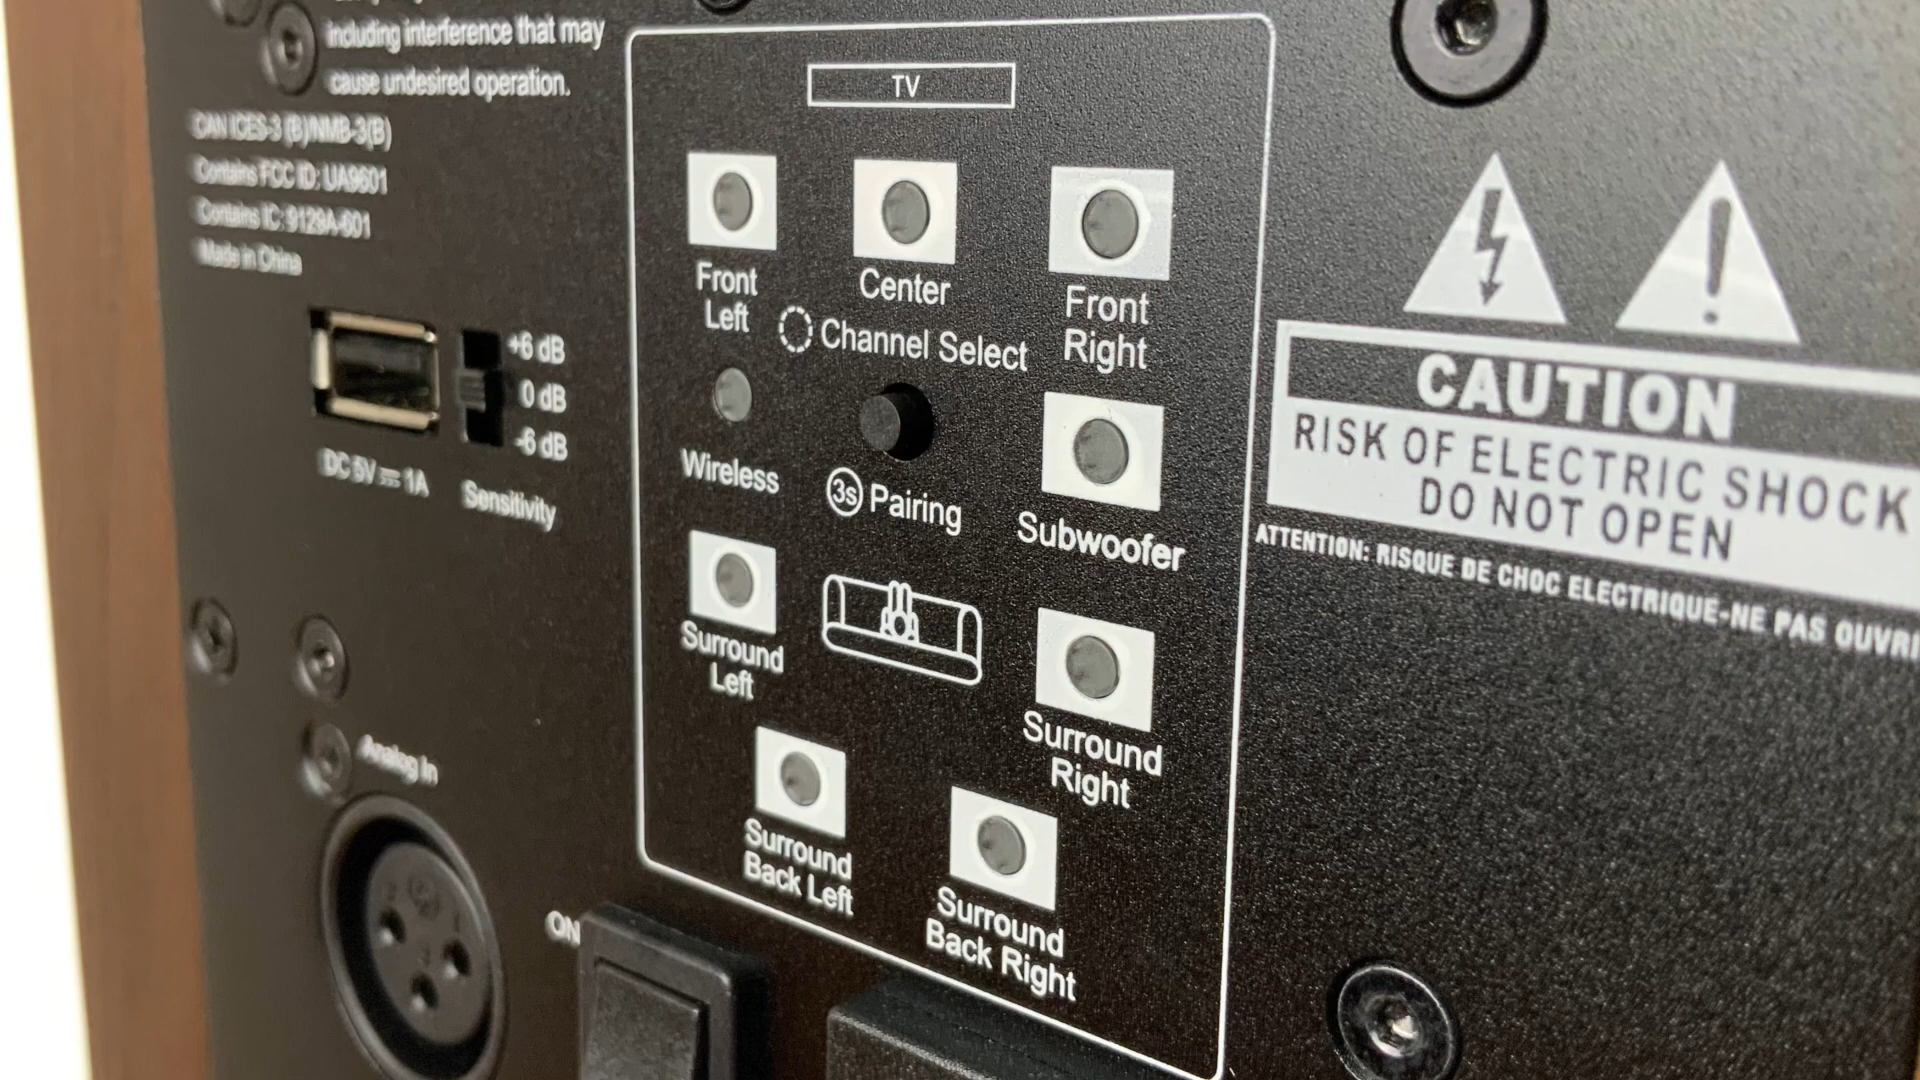 including interference that may
cause undesired operation.
CAN ICES-3 (B)/NMB-3(B)
Contains FCC ID: UA9601
Contains IC: 9129A-601
Made in China
DC 5V ⎓ 1A
+6 dB
0 dB
-6 dB
Sensitivity
Analog In
ON
TV
Front
Left
Center
Front
Right
Channel Select
Wireless
3s Pairing
Subwoofer
Surround
Left
Surround
Right
Surround
Back Left
Surround
Back Right
CAUTION
RISK OF ELECTRIC SHOCK
DO NOT OPEN
ATTENTION: RISQUE DE CHOC ELECTRIQUE-NE PAS OUVRI